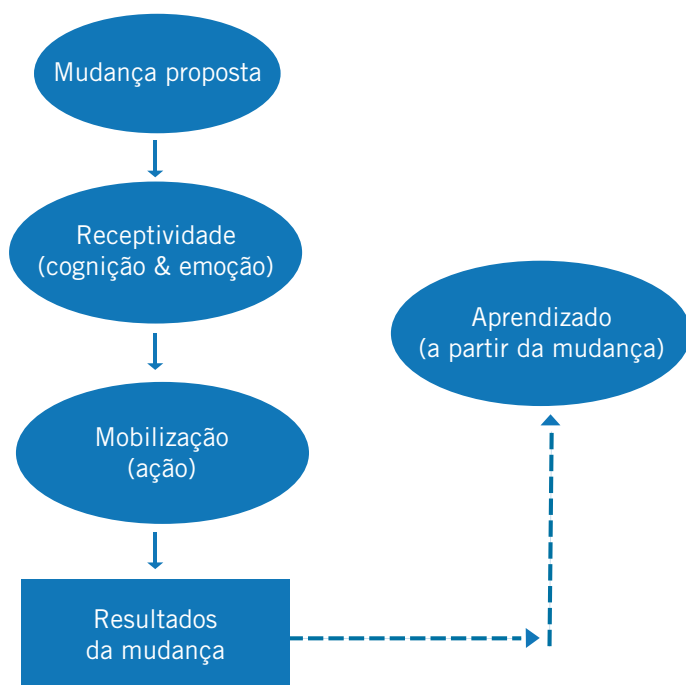 Mudança proposta
Receptividade
(cognição & emoção)
Mobilização
(ação)
Resultados
da mudança
Aprendizado
(a partir da mudança)